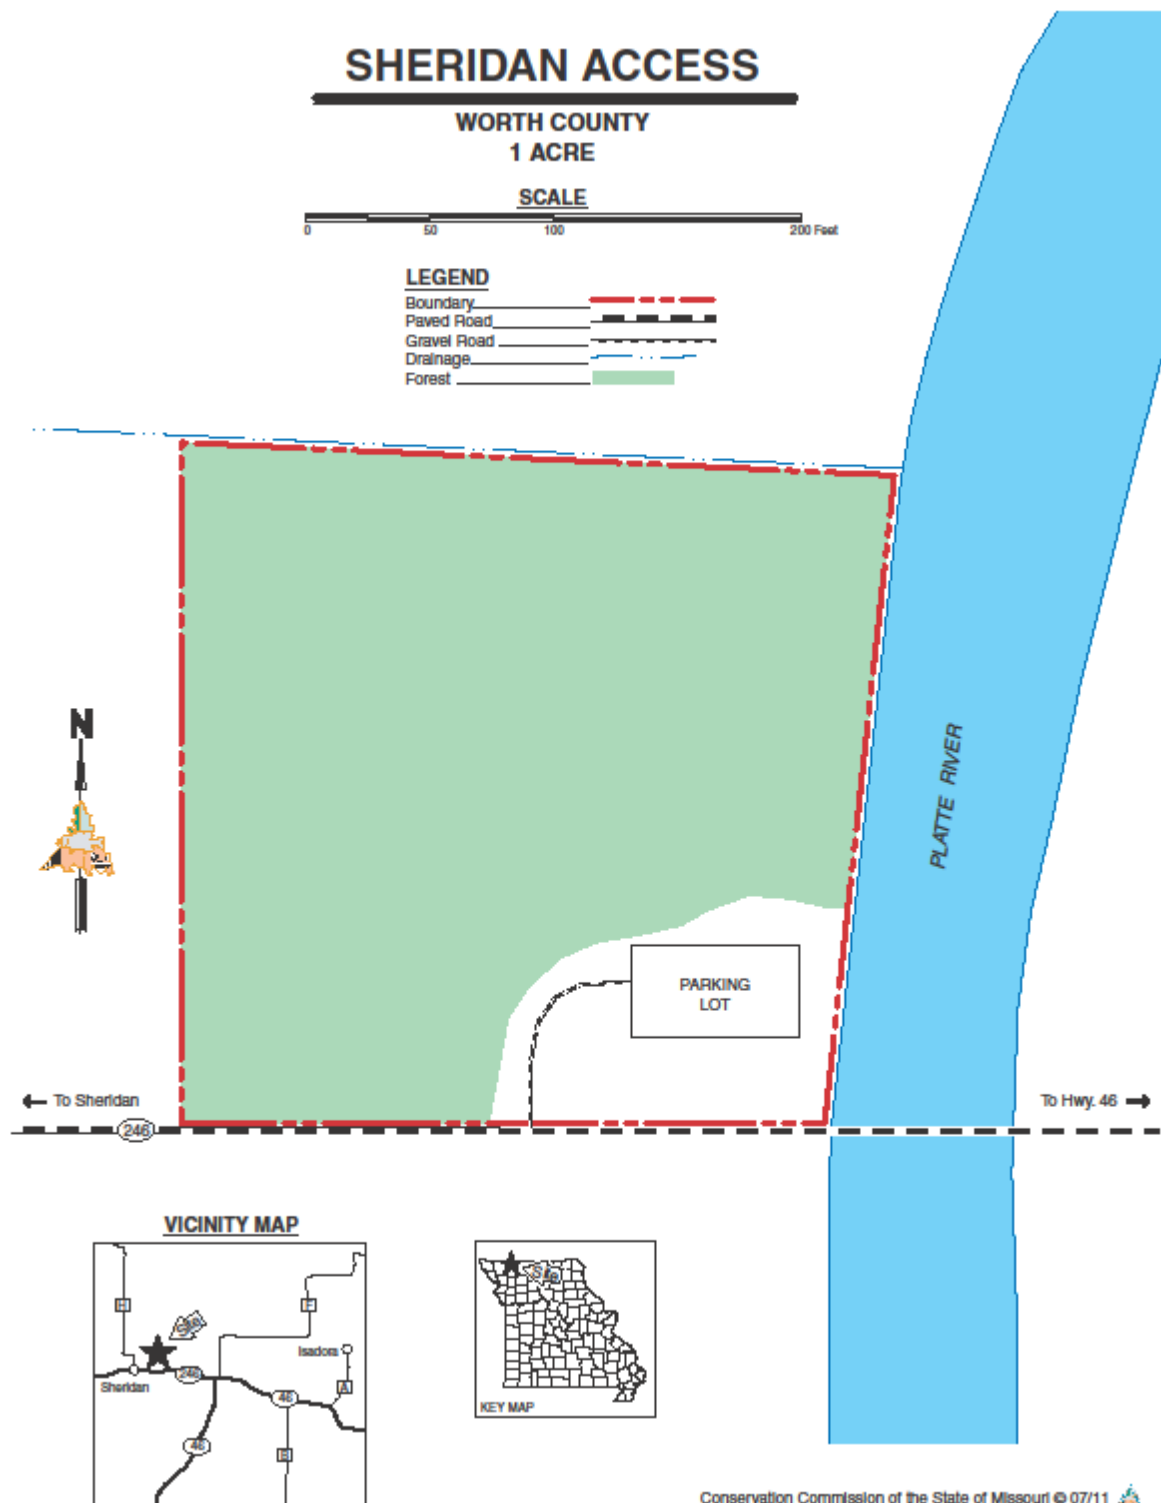 SHERIDAN ACCESS
WORTH COUNTY
1 ACRE
SCALE
0 50 100 200 Feet
LEGEND
Boundary
Paved Road
Gravel Road
Drainage
Forest
N
PLATTE RIVER
PARKING
LOT
To Sheridan
To Hwy. 46
246
VICINITY MAP
H
F
Site
Isadora
Sheridan
246
A
46
46
B
Site
KEY MAP
Conservation Commission of the State of Missouri © 07/11